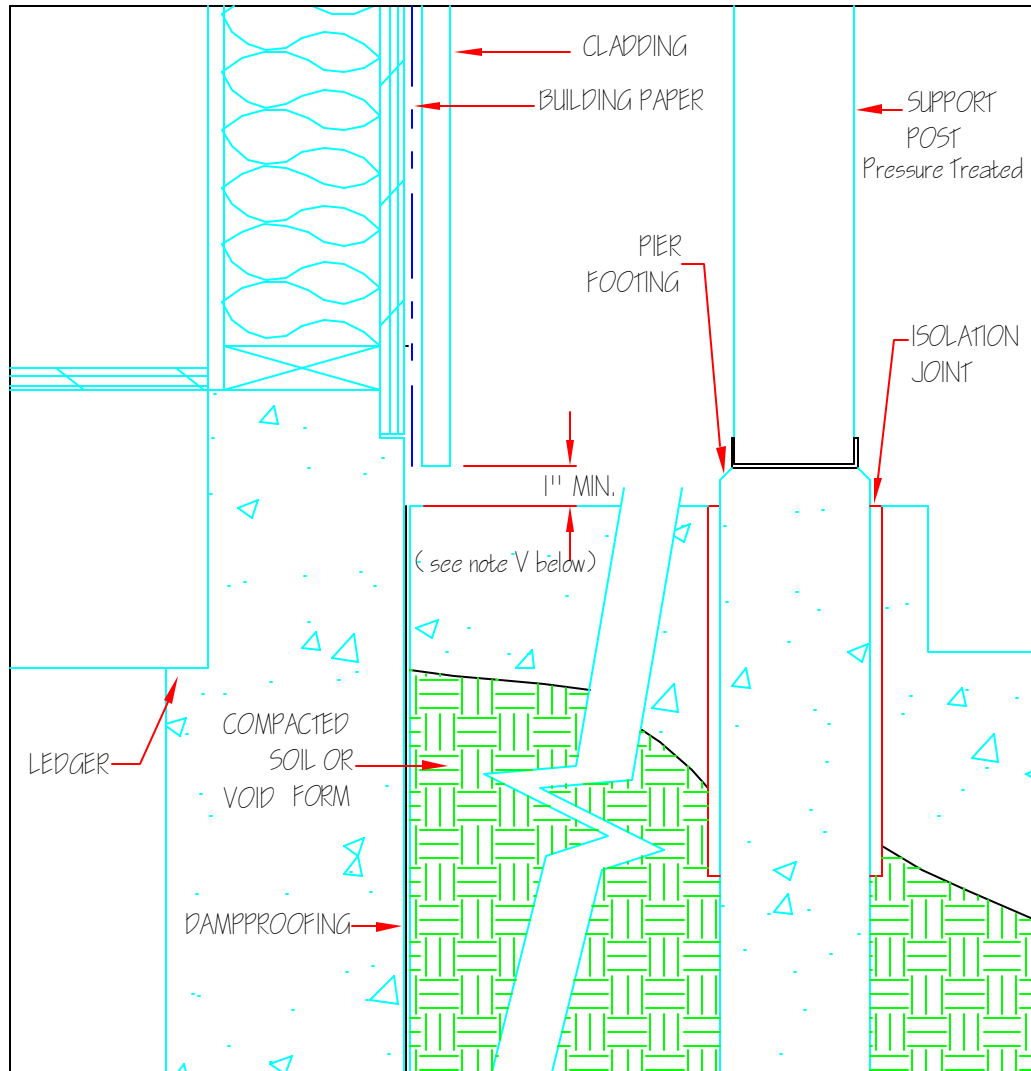 CLADDING
BUILDING PAPER
SUPPORT
POST
Pressure Treated
PIER
FOOTING
ISOLATION
JOINT
1" MIN.
( see note V below)
COMPACTED
SOIL OR
VOID FORM
LEDGER
DAMPPROOFING